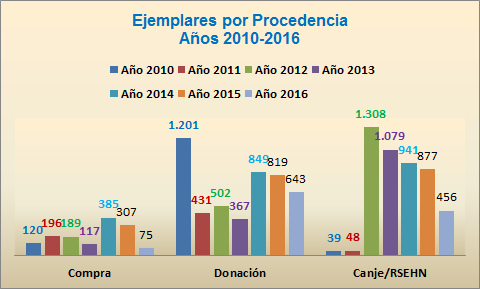 Ejemplares por Procedencia
Años 2010-2016
Año 2010 Año 2011 Año 2012 Año 2013
Año 2014 Año 2015 Año 2016
120 196 189 117 385 307 75
1.201 431 502 367 849 819 643
39 48 1.308 1.079 941 877 456
Compra Donación Canje/RSEHN